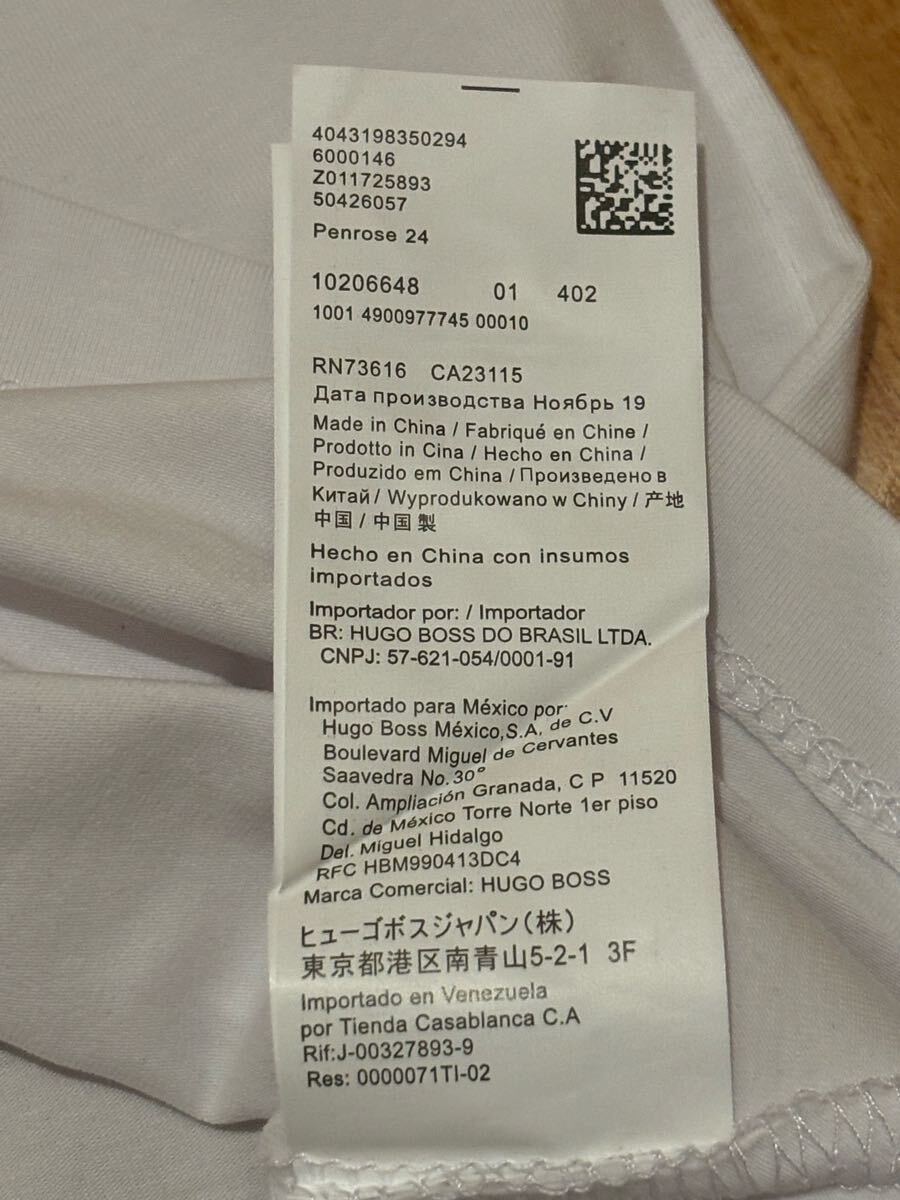 4043198350294
6000146
Z011725893
50426057
Penrose 24
10206648 01 402
1001 4900977745 00010
RN73616 CA23115
Дата производства Ноябрь 19
Made in China / Fabriqué en Chine /
Prodotto in Cina / Hecho en China /
Produzido em China / Произведено в
Китай / Wyprodukowano w Chiny / 产地
中国 / 中国 製
Hecho en China con insumos
importados
Importador por: / Importador
BR: HUGO BOSS DO BRASIL LTDA.
CNPJ: 57-621-054/0001-91
Importado para México por:
Hugo Boss México,S.A. de C.V
Boulevard Miguel de Cervantes
Saavedra No. 30°
Col. Ampliación Granada, C P 11520
Cd. de México Torre Norte 1er piso
Del. Miguel Hidalgo
RFC HBM990413DC4
Marca Comercial: HUGO BOSS
ヒューゴボスジャパン(株)
東京都港区南青山5-2-1 3F
Importado en Venezuela
por Tienda Casablanca C.A
Rif:J-00327893-9
Res: 0000071TI-02